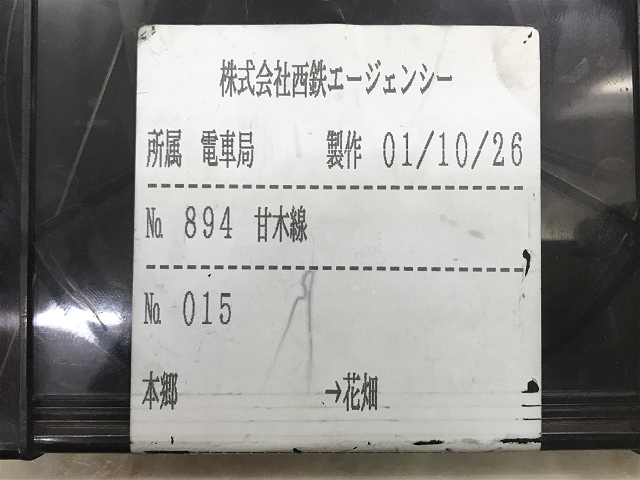 株式会社西鉄エージェンシー
所属 電車局 製作 01/10/26
№ 894 甘木線
№ 015
本郷 →花畑